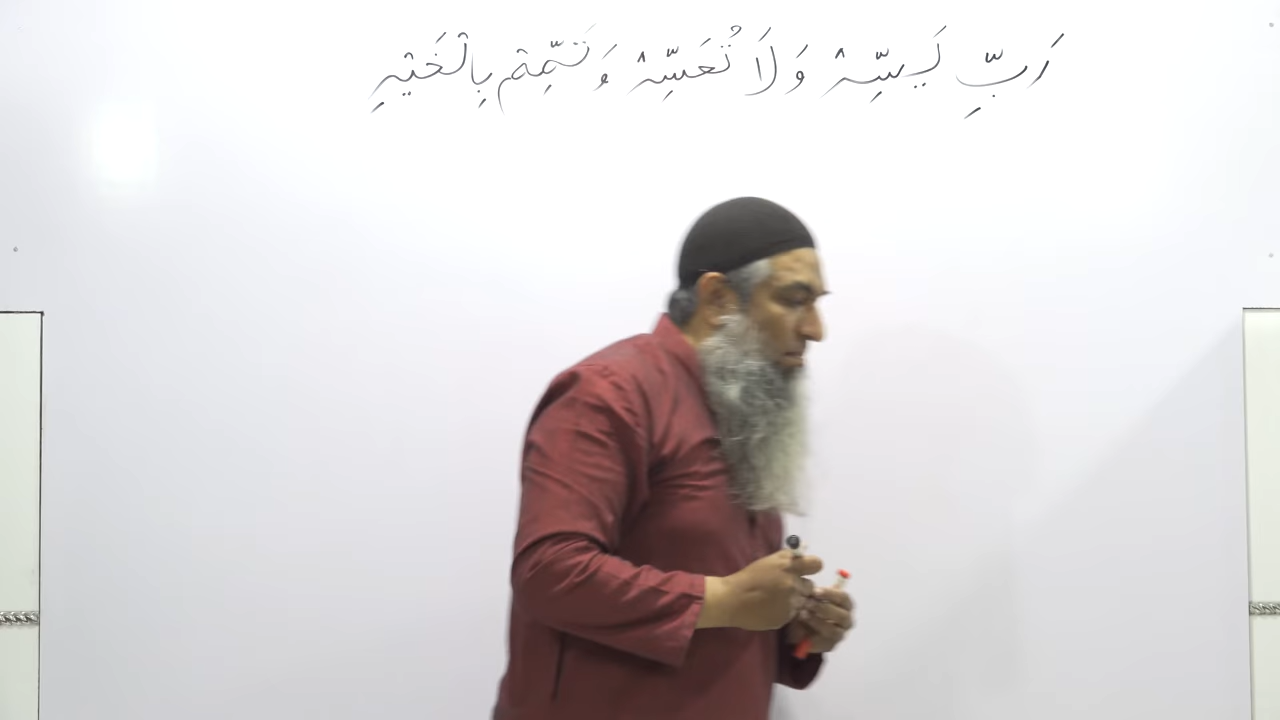 رَبِّ يَسِّرْ وَلَا تُعَسِّرْ وَتَمِّمْ بِالْخَيْرِ